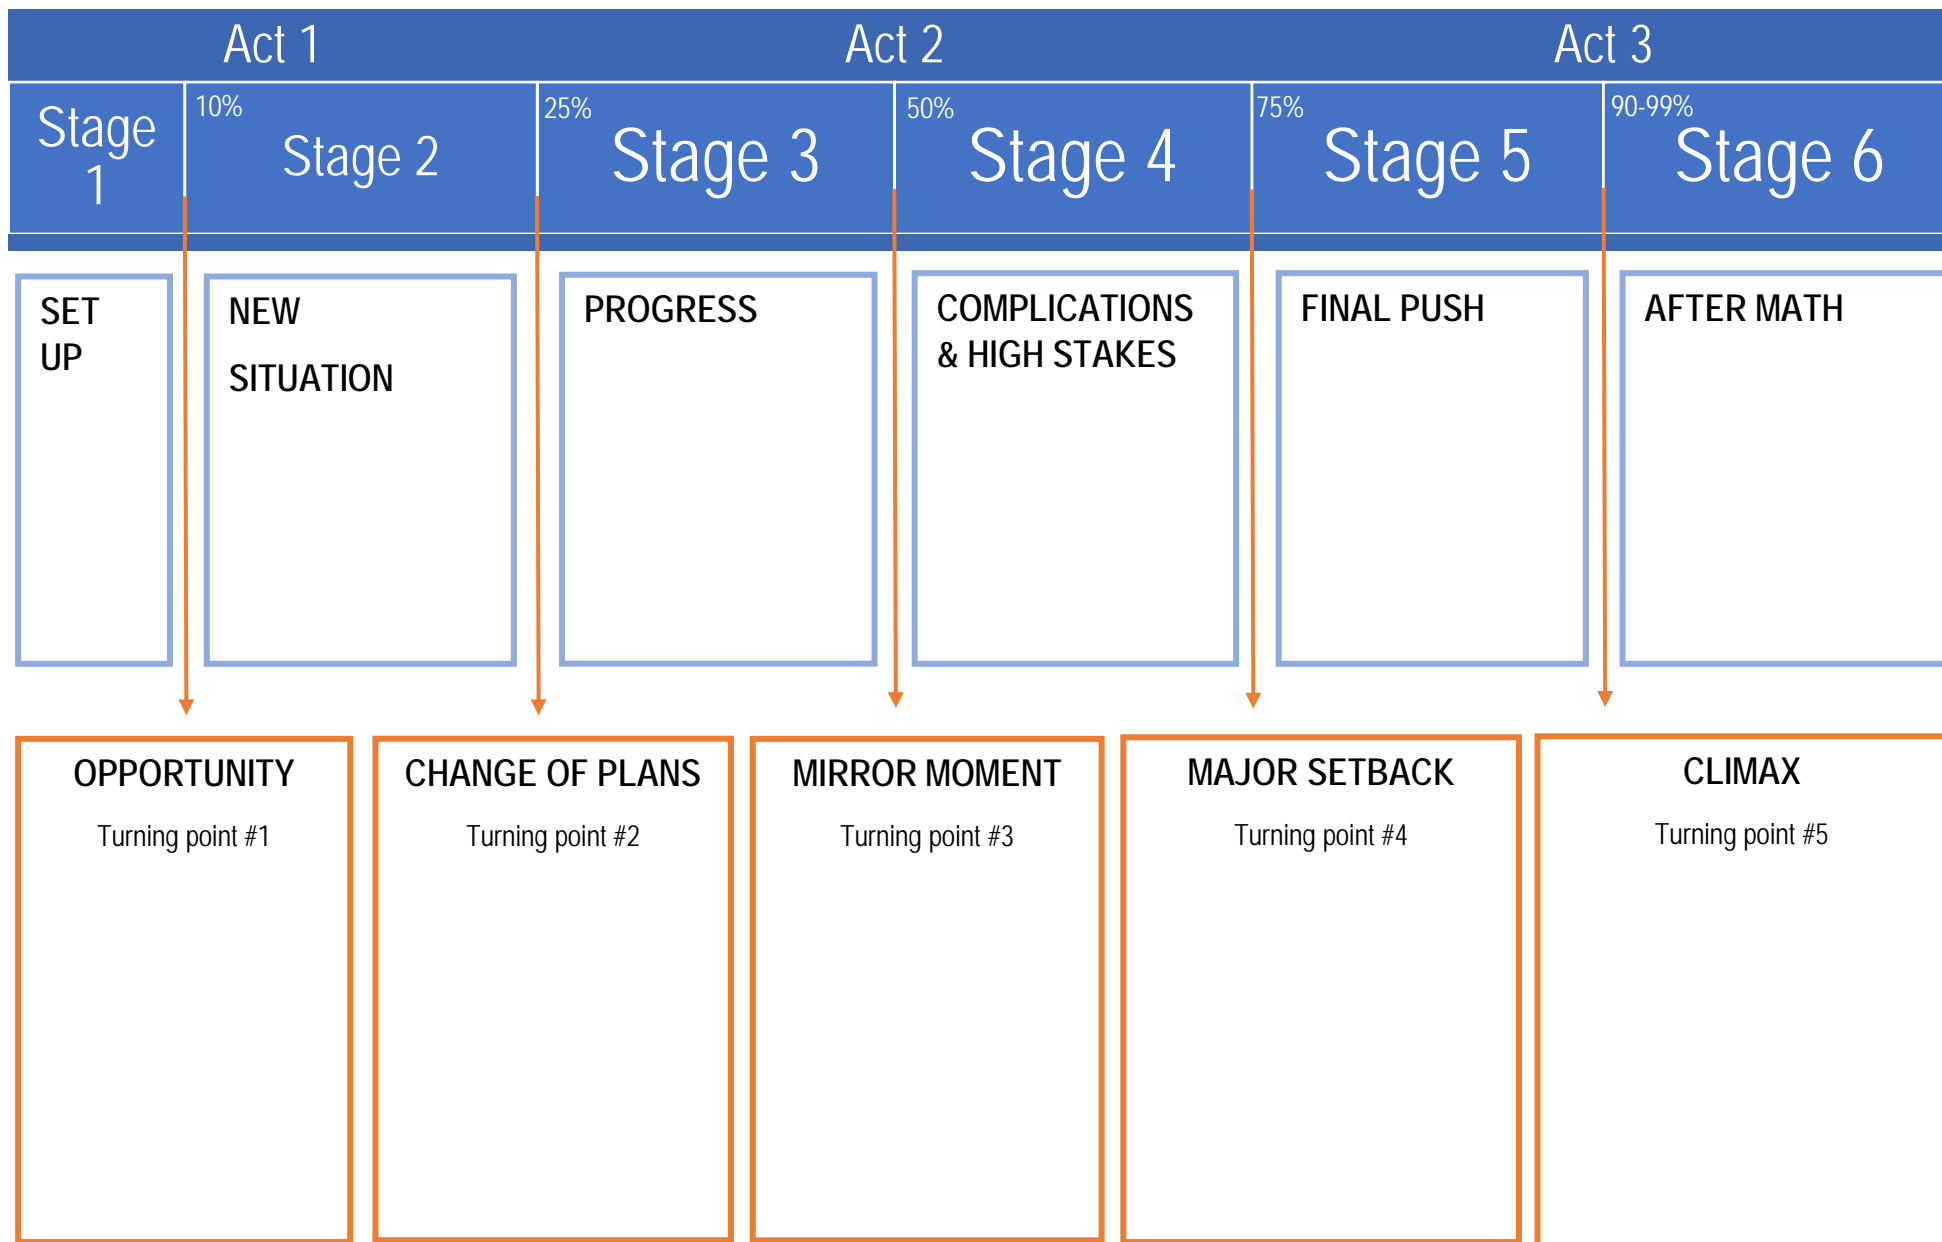 Act 1
Act 2
Act 3
Stage
1
10%
Stage 2
25%
Stage 3
50%
Stage 4
75%
Stage 5
90-99%
Stage 6
SET
UP
NEW
SITUATION
PROGRESS
COMPLICATIONS
& HIGH STAKES
FINAL PUSH
AFTER MATH
OPPORTUNITY
Turning point #1
CHANGE OF PLANS
Turning point #2
MIRROR MOMENT
Turning point #3
MAJOR SETBACK
Turning point #4
CLIMAX
Turning point #5